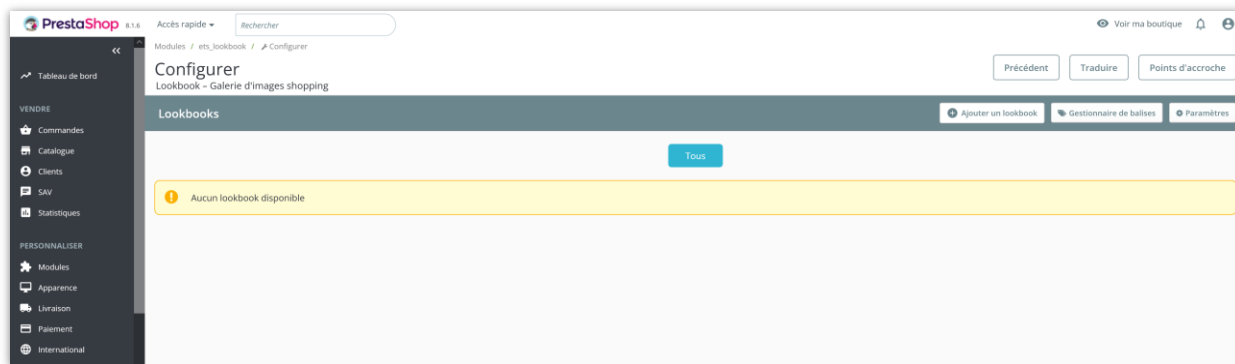 PrestaShop 8.1.6 Accès rapide Rechercher Voir ma boutique
Modules / ets_lookbook / Configurer
Configurer
Lookbook – Galerie d'images shopping
Précédent Traduire Points d'accroche
Lookbooks Ajouter un lookbook Gestionnaire de balises Paramètres
Tous
Aucun lookbook disponible
Tableau de bord
VENDRE
Commandes
Catalogue
Clients
SAV
Statistiques
PERSONNALISER
Modules
Apparence
Livraison
Paiement
International